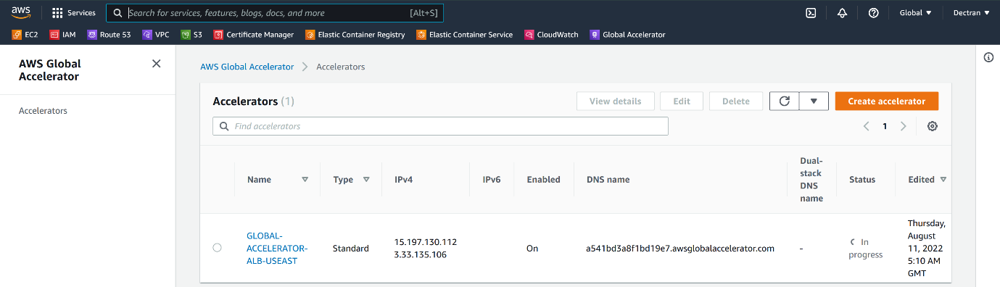 aws Services Search for services, features, blogs, docs, and more [Alt+S] Global Dectran
EC2 IAM Route 53 VPC S3 Certificate Manager Elastic Container Registry Elastic Container Service CloudWatch Global Accelerator
AWS Global
Accelerator
Accelerators
AWS Global Accelerator Accelerators
Accelerators (1) View details Edit Delete Create accelerator
Find accelerators 1
Name Type IPv4 IPv6 Enabled DNS name Dual-
stack
DNS
name Status Edited
GLOBAL-
ACCELERATOR-
ALB-USEAST
Standard
15.197.130.112
3.33.135.106
On
a541bd3a8f1bd19e7.awsglobalaccelerator.com
-
In
progress
Thursday,
August
11, 2022
5:10 AM
GMT